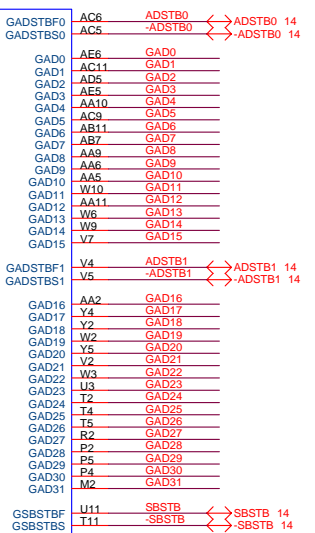 GADSTBF0 AC6 ADSTB0 ADSTB0 14
GADSTBS0 AC5 -ADSTB0 -ADSTB0 14
GAD0 AE6 GAD0
GAD1 AC11 GAD1
GAD2 AD5 GAD2
GAD3 AE5 GAD3
GAD4 AA10 GAD4
GAD5 AC9 GAD5
GAD6 AB11 GAD6
GAD7 AB7 GAD7
GAD8 AA9 GAD8
GAD9 AA6 GAD9
GAD10 AA5 GAD10
GAD11 W10 GAD11
GAD12 AA11 GAD12
GAD13 W6 GAD13
GAD14 W9 GAD14
GAD15 V7 GAD15
GADSTBF1 V4 ADSTB1 ADSTB1 14
GADSTBS1 V5 -ADSTB1 -ADSTB1 14
GAD16 AA2 GAD16
GAD17 Y4 GAD17
GAD18 Y2 GAD18
GAD19 W2 GAD19
GAD20 Y5 GAD20
GAD21 V2 GAD21
GAD22 W3 GAD22
GAD23 U3 GAD23
GAD24 T2 GAD24
GAD25 T4 GAD25
GAD26 T5 GAD26
GAD27 R2 GAD27
GAD28 P2 GAD28
GAD29 P5 GAD29
GAD30 P4 GAD30
GAD31 M2 GAD31
GSBSTBF U11 SBSTB SBSTB 14
GSBSTBS T11 -SBSTB -SBSTB 14